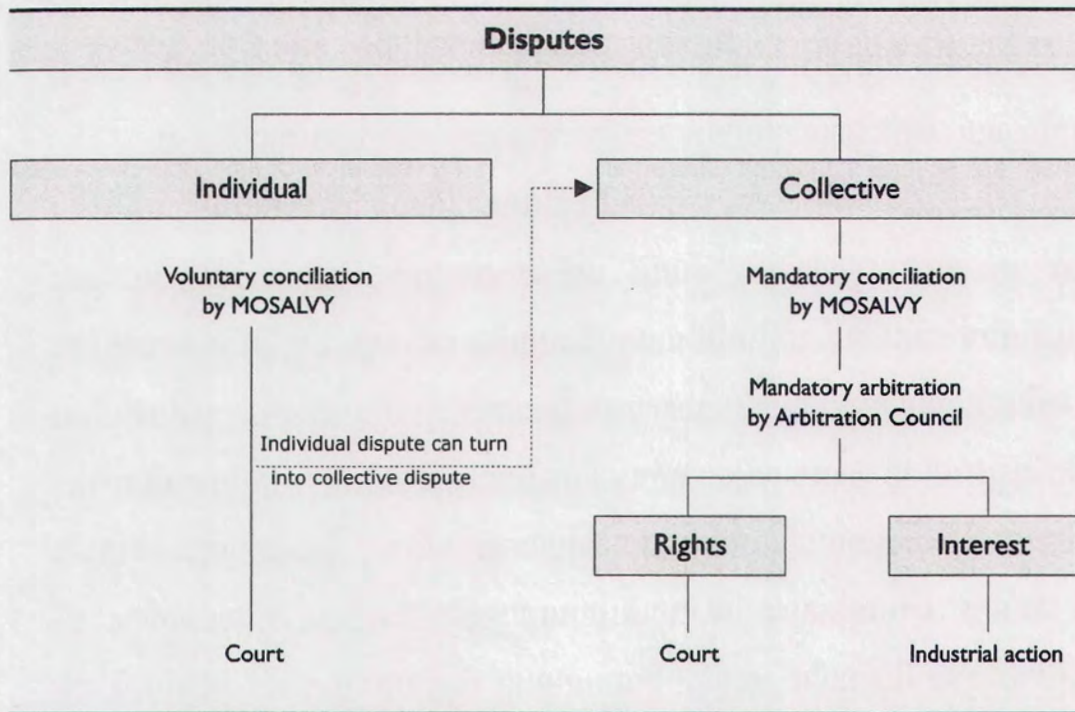 Disputes
Individual
Collective
Voluntary conciliation
by MOSALVY
Mandatory conciliation
by MOSALVY
Mandatory arbitration
by Arbitration Council
Individual dispute can turn
into collective dispute
Rights
Interest
Court
Court
Industrial action